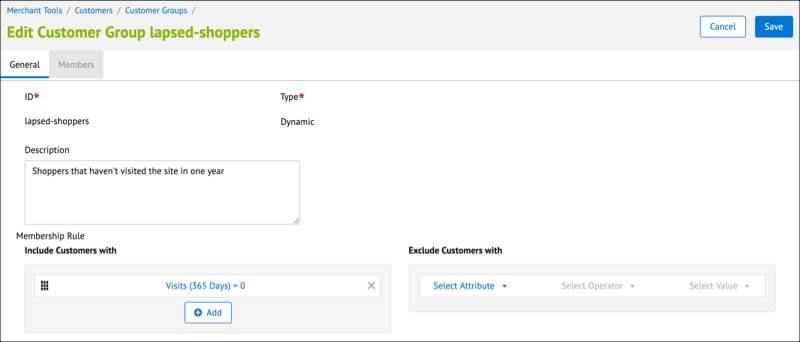 Merchant Tools / Customers / Customer Groups /
Edit Customer Group lapsed-shoppers
Cancel
Save
General
Members
ID*
Type*
lapsed-shoppers
Dynamic
Description
Shoppers that haven't visited the site in one year
Membership Rule
Include Customers with
Exclude Customers with
Visits (365 Days) = 0
Select Attribute
Select Operator
Select Value
Add